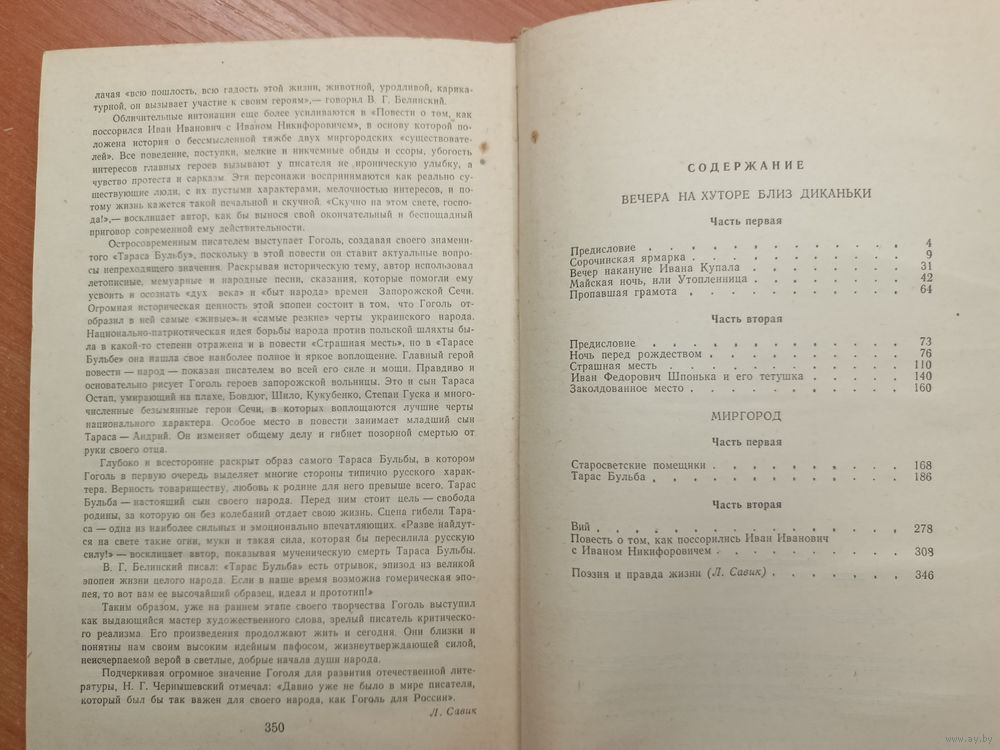 лачая «всю пошлость, всю гадость этой жизни, животной, уродливой, карика-
турной, он вызывает участие к своим героям»,— говорил В. Г. Белинский.
Обличительные интонации еще более усиливаются в «Повести о том, как
поссорился Иван Иванович с Иваном Никифоровичем», в основу которой по-
ложена история о бессмысленной тяжбе двух миргородских «существовате-
лей». Все поведение, поступки, мелкие и никчемные обиды и ссоры, убогость
интересов главных героев вызывают у писателя не ироническую улыбку, а
чувство протеста и сарказм. Эти персонажи воспринимаются как реально су-
ществующие люди, с их пустыми характерами, мелочностью интересов, и по-
тому жизнь кажется такой печальной и скучной. «Скучно на этом свете, госпо-
да!»,— восклицает автор, как бы вынося свой окончательный и беспощадный
приговор современной ему действительности.
Остросовременным писателем выступает Гоголь, создавая своего знамени-
того «Тараса Бульбу», поскольку в этой повести он ставит актуальные вопро-
сы непреходящего значения. Раскрывая историческую тему, автор использовал
летописные, мемуарные и народные песни, сказания, которые помогли ему
усвоить и осознать «дух века» и «быт народа» времен Запорожской Сечи.
Огромная историческая ценность этой эпопеи состоит в том, что Гоголь от-
образил в ней самые «живые» и «самые резкие» черты украинского народа.
Национально-патриотическая идея борьбы народа против польской шляхты бы-
ла в какой-то степени отражена и в повести «Страшная месть», но в «Тарасе
Бульбе» она нашла свое наиболее полное и яркое воплощение. Главный герой
повести — народ — показан писателем во всей его силе и мощи. Правдиво и
основательно рисует Гоголь героев запорожской вольницы. Это и сын Тараса
Остап, умирающий на плахе, Бовдюг, Шило, Кукубенко, Степан Гуска и много-
численные безымянные герои Сечи, в которых воплощаются лучшие черты
национального характера. Особое место в повести занимает младший сын
Тараса — Андрий. Он изменяет общему делу и гибнет позорной смертью от
руки своего отца.
Глубоко и всесторонне раскрыт образ самого Тараса Бульбы, в котором
Гоголь в первую очередь выделяет многие стороны типично русского харак-
тера. Верность товариществу, любовь к родине для него превыше всего. Тарас
Бульба — настоящий сын своего народа. Перед ним стоит цель — свобода
родины, за которую он без колебаний отдает свою жизнь. Сцена гибели Тара-
са — одна из наиболее сильных и эмоционально впечатляющих. «Разве найдут-
ся на свете такие огни, муки и такая сила, которая бы пересилила русскую
силу!» — восклицает автор, показывая мученическую смерть Тараса Бульбы.
В. Г. Белинский писал: «Тарас Бульба» есть отрывок, эпизод из великой
эпопеи жизни целого народа. Если в наше время возможна гомерическая эпо-
пея, то вот вам ее высочайший образец, идеал и прототип!»
Таким образом, уже на раннем этапе своего творчества Гоголь выступил
как выдающийся мастер художественного слова, зрелый писатель критическо-
го реализма. Его произведения продолжают жить и сегодня. Они близки и
понятны нам своим высоким идейным пафосом, жизнеутверждающей силой,
неисчерпаемой верой в светлые, добрые начала души народа.
Подчеркивая огромное значение Гоголя для развития отечественной лите-
ратуры, Н. Г. Чернышевский отмечал: «Давно уже не было в мире писателя,
который был бы так важен для своего народа, как Гоголь для России».
Л. Савик
350
СОДЕРЖАНИЕ
ВЕЧЕРА НА ХУТОРЕ БЛИЗ ДИКАНЬКИ
Часть первая
Предисловие . . . . . . . . . . . . 4
Сорочинская ярмарка . . . . . . . . . . 9
Вечер накануне Ивана Купала . . . . . . . 31
Майская ночь, или Утопленница . . . . . . . 42
Пропавшая грамота . . . . . . . . . . 64
Часть вторая
Предисловие . . . . . . . . . . . . 73
Ночь перед рождеством . . . . . . . . . 76
Страшная месть . . . . . . . . . . . 110
Иван Федорович Шпонька и его тетушка . . . . . 140
Заколдованное место . . . . . . . . . . 160
МИРГОРОД
Часть первая
Старосветские помещики . . . . . . . . . 168
Тарас Бульба . . . . . . . . . . . . 186
Часть вторая
Вий . . . . . . . . . . . . . . 278
Повесть о том, как поссорились Иван Иванович
с Иваном Никифоровичем . . . . . . . . . 308
Поэзия и правда жизни (Л. Савик) . . . . . . . 346
www.ay.by